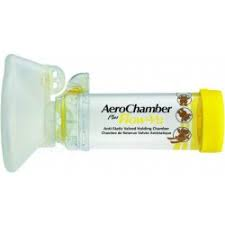 AeroChamber
Plus Flow-Vu
Anti-Static Valved Holding Chamber
Chambre de Retenue Valvée Antistatique